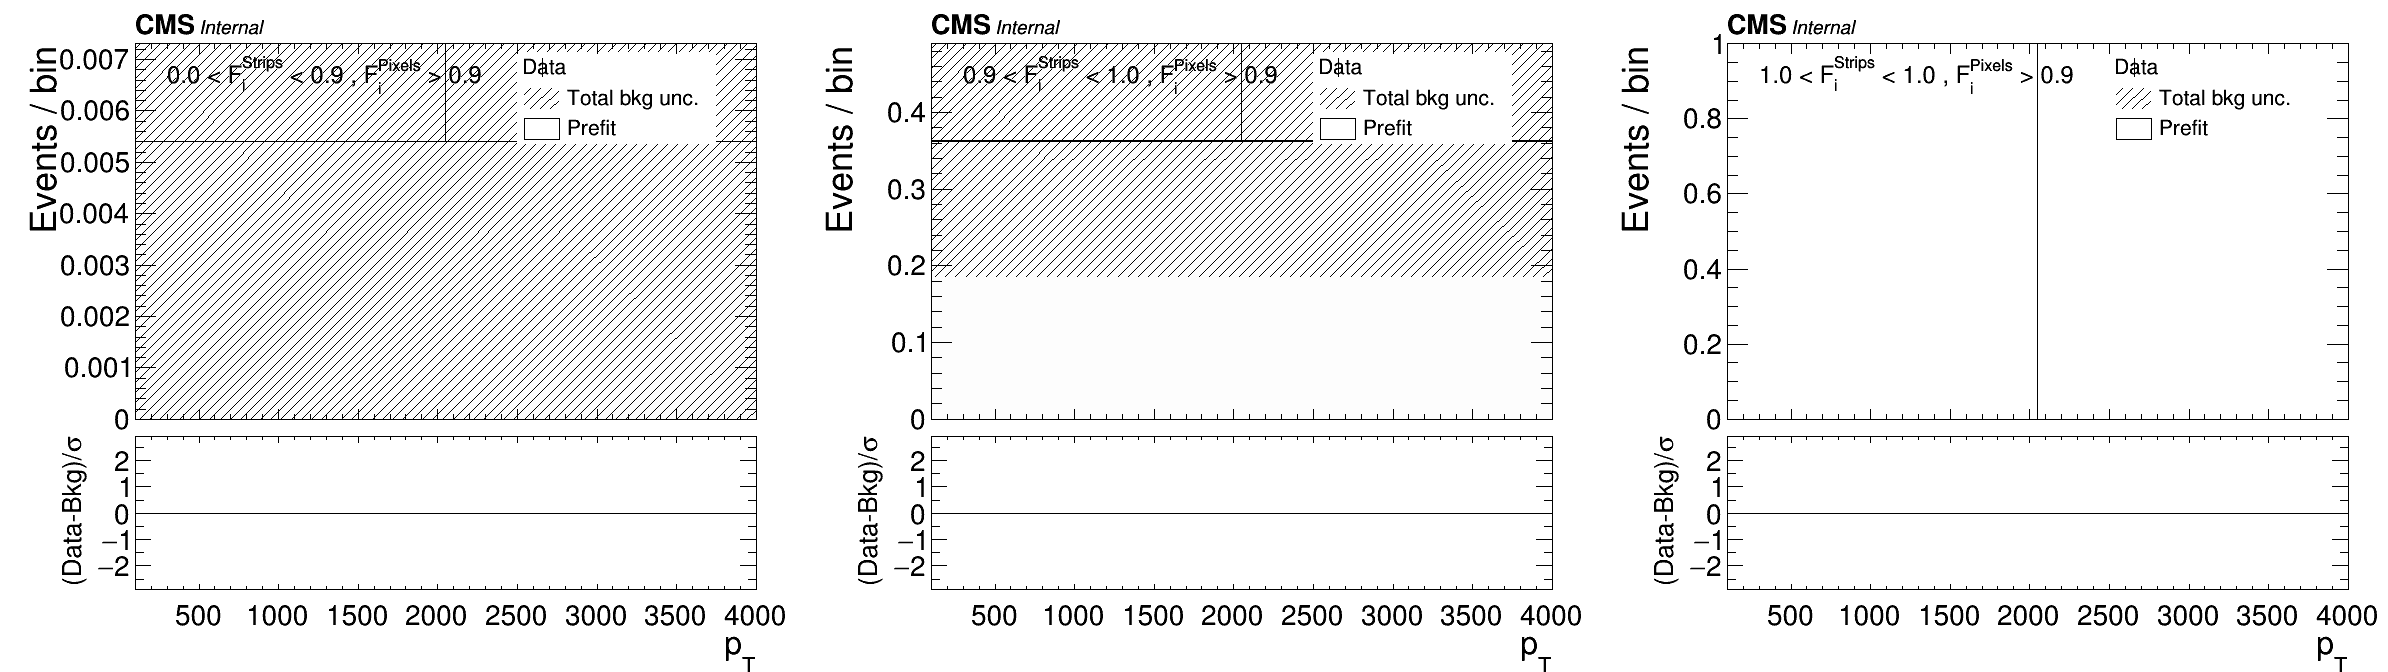 CMS Internal
Events / bin
0.007
0.006
0.005
0.004
0.003
0.002
0.001
0
0.0 < F_i^Strips < 0.9 , F_i^Pixels > 0.9
Data
Total bkg unc.
Prefit
(Data-Bkg)/σ
2
1
0
−1
−2
500 1000 1500 2000 2500 3000 3500 4000
p_T
CMS Internal
Events / bin
0.4
0.3
0.2
0.1
0
0.9 < F_i^Strips < 1.0 , F_i^Pixels > 0.9
Data
Total bkg unc.
Prefit
(Data-Bkg)/σ
2
1
0
−1
−2
500 1000 1500 2000 2500 3000 3500 4000
p_T
CMS Internal
Events / bin
1
0.8
0.6
0.4
0.2
0
1.0 < F_i^Strips < 1.0 , F_i^Pixels > 0.9
Data
Total bkg unc.
Prefit
(Data-Bkg)/σ
2
1
0
−1
−2
500 1000 1500 2000 2500 3000 3500 4000
p_T